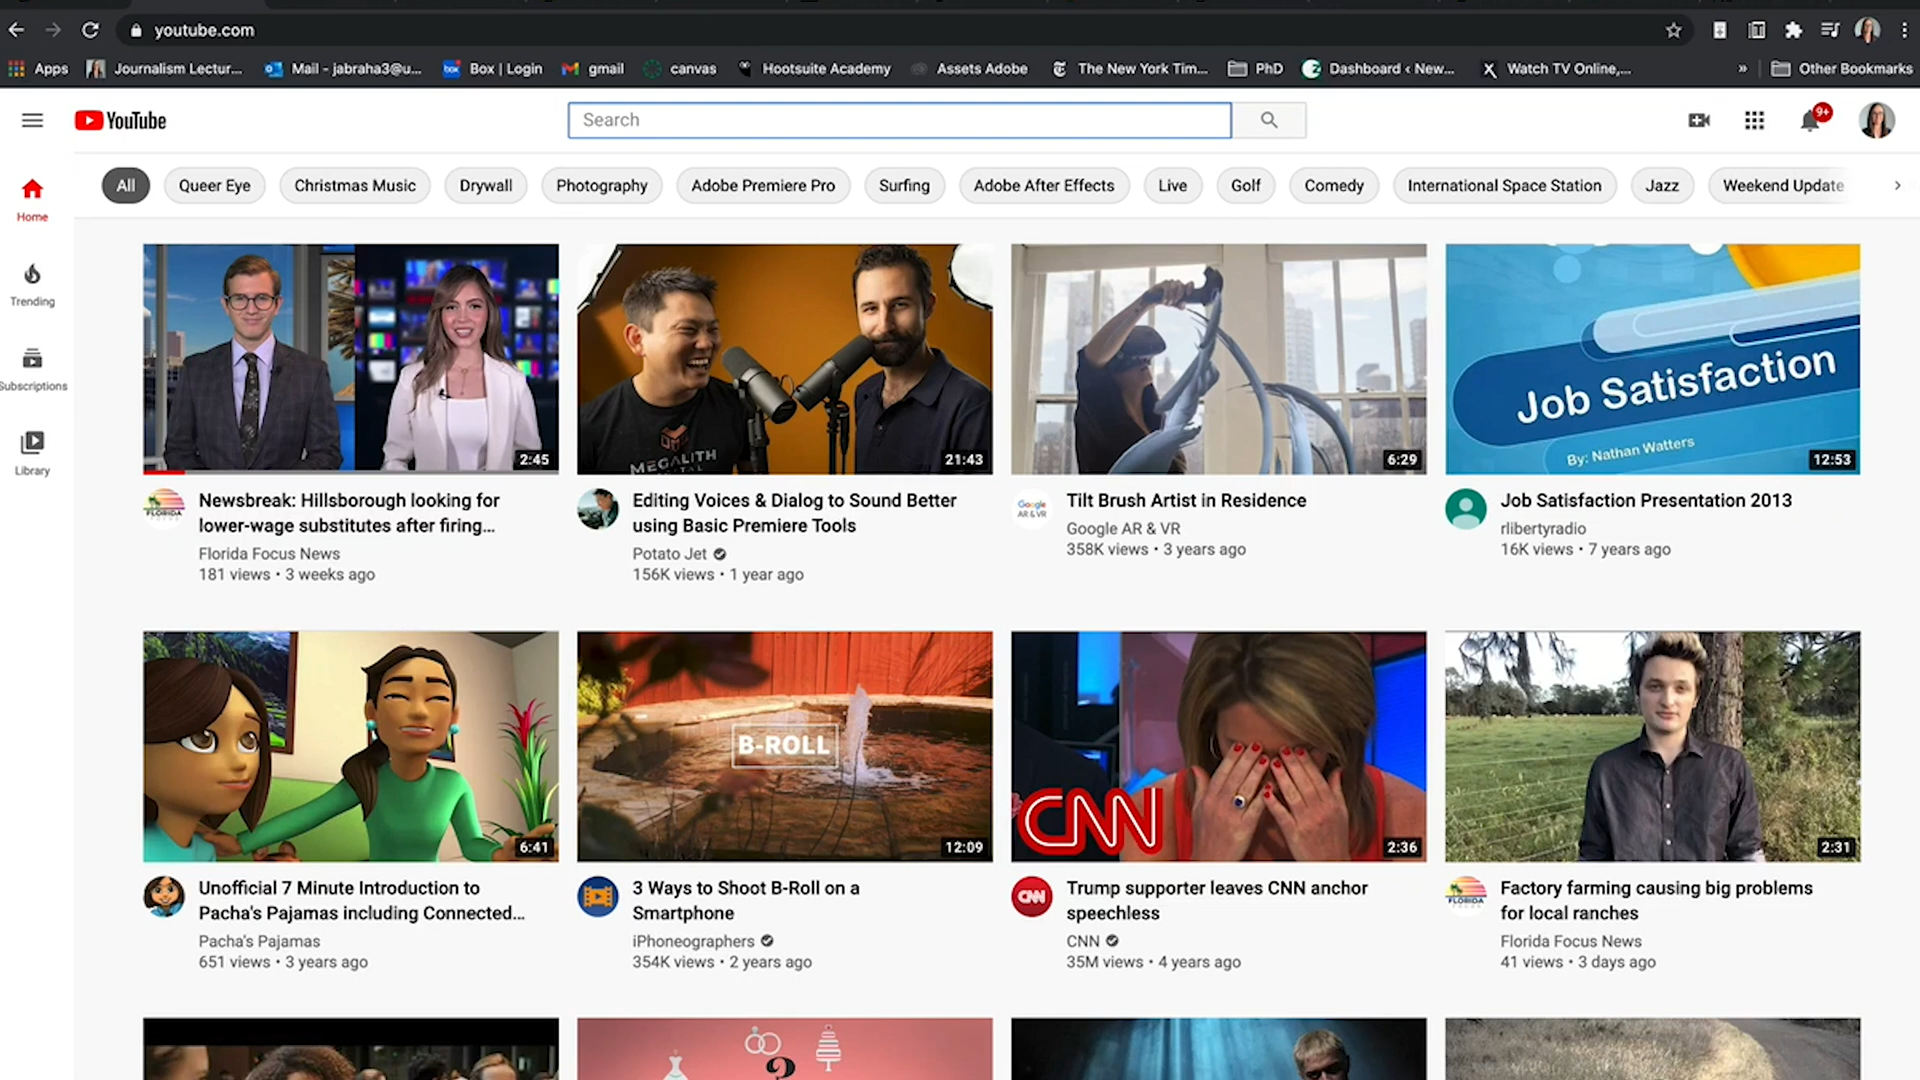 youtube.com
Apps
Journalism Lectur...
Mail - jabraha3@u...
box
Box | Login
gmail
canvas
Hootsuite Academy
Assets Adobe
The New York Tim...
PhD
Dashboard ‹ New...
X
Watch TV Online,...
»
Other Bookmarks
YouTube
Search
9+
All
Queer Eye
Christmas Music
Drywall
Photography
Adobe Premiere Pro
Surfing
Adobe After Effects
Live
Golf
Comedy
International Space Station
Jazz
Weekend Update
Home
Trending
Subscriptions
Library
2:45
MEGALITH
21:43
6:29
Job Satisfaction
By: Nathan Watters
12:53
FLORIDA
Newsbreak: Hillsborough looking for
lower-wage substitutes after firing...
Florida Focus News
181 views • 3 weeks ago
Editing Voices & Dialog to Sound Better
using Basic Premiere Tools
Potato Jet
156K views • 1 year ago
Google
AR & VR
Tilt Brush Artist in Residence
Google AR & VR
358K views • 3 years ago
Job Satisfaction Presentation 2013
rlibertyradio
16K views • 7 years ago
6:41
B-ROLL
12:09
CNN
2:36
2:31
Unofficial 7 Minute Introduction to
Pacha's Pajamas including Connected...
Pacha's Pajamas
651 views • 3 years ago
3 Ways to Shoot B-Roll on a
Smartphone
iPhoneographers
354K views • 2 years ago
CNN
Trump supporter leaves CNN anchor
speechless
CNN
35M views • 4 years ago
FLORIDA
Factory farming causing big problems
for local ranches
Florida Focus News
41 views • 3 days ago
?